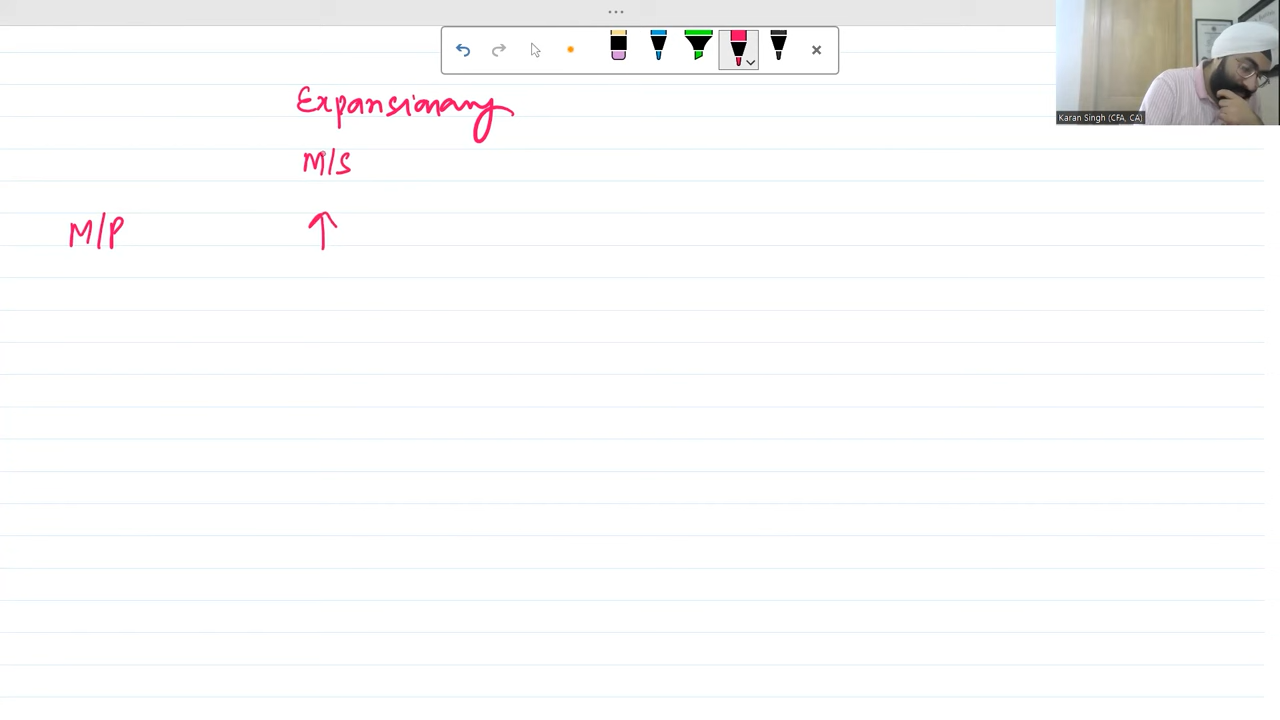 Expansionary
M/S
M/P ↑
Karan Singh (CFA, CA)